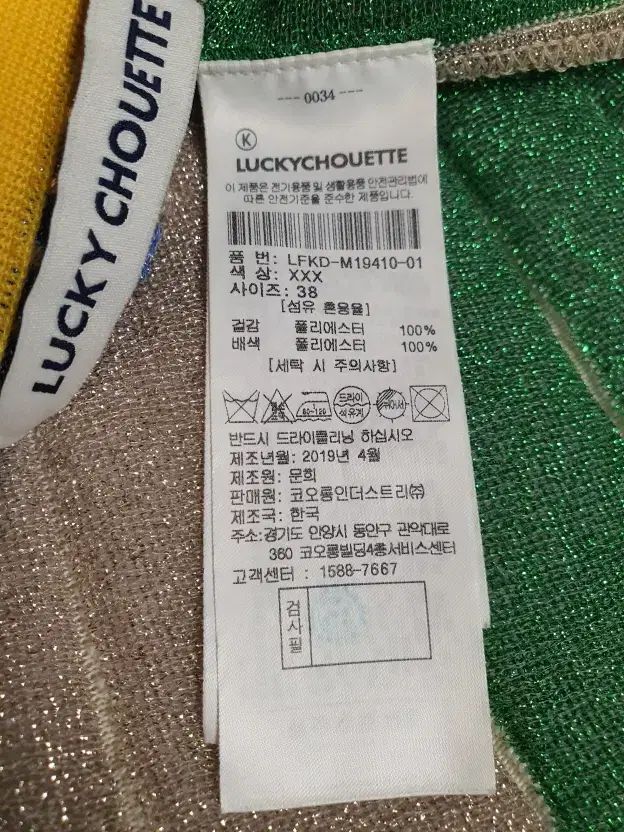 LUCKY CHOUETTE
--- 0034 ---
K
LUCKYCHOUETTE
이 제품은 전기용품 및 생활용품 안전관리법에
따른 안전기준을 준수한 제품입니다.
품 번: LFKD-M19410-01
색 상: XXX
사이즈: 38
[섬유 혼용율]
겉감 폴리에스터 100%
배색 폴리에스터 100%
[세탁 시 주의사항]
80~120 드라이
석유계
반드시 드라이클리닝 하십시오
제조년월: 2019년 4월
제조원: 문희
판매원: 코오롱인더스트리㈜
제조국: 한국
주소:경기도 안양시 동안구 관악대로
360 코오롱빌딩4층서비스센터
고객센터 : 1588-7667
검사필